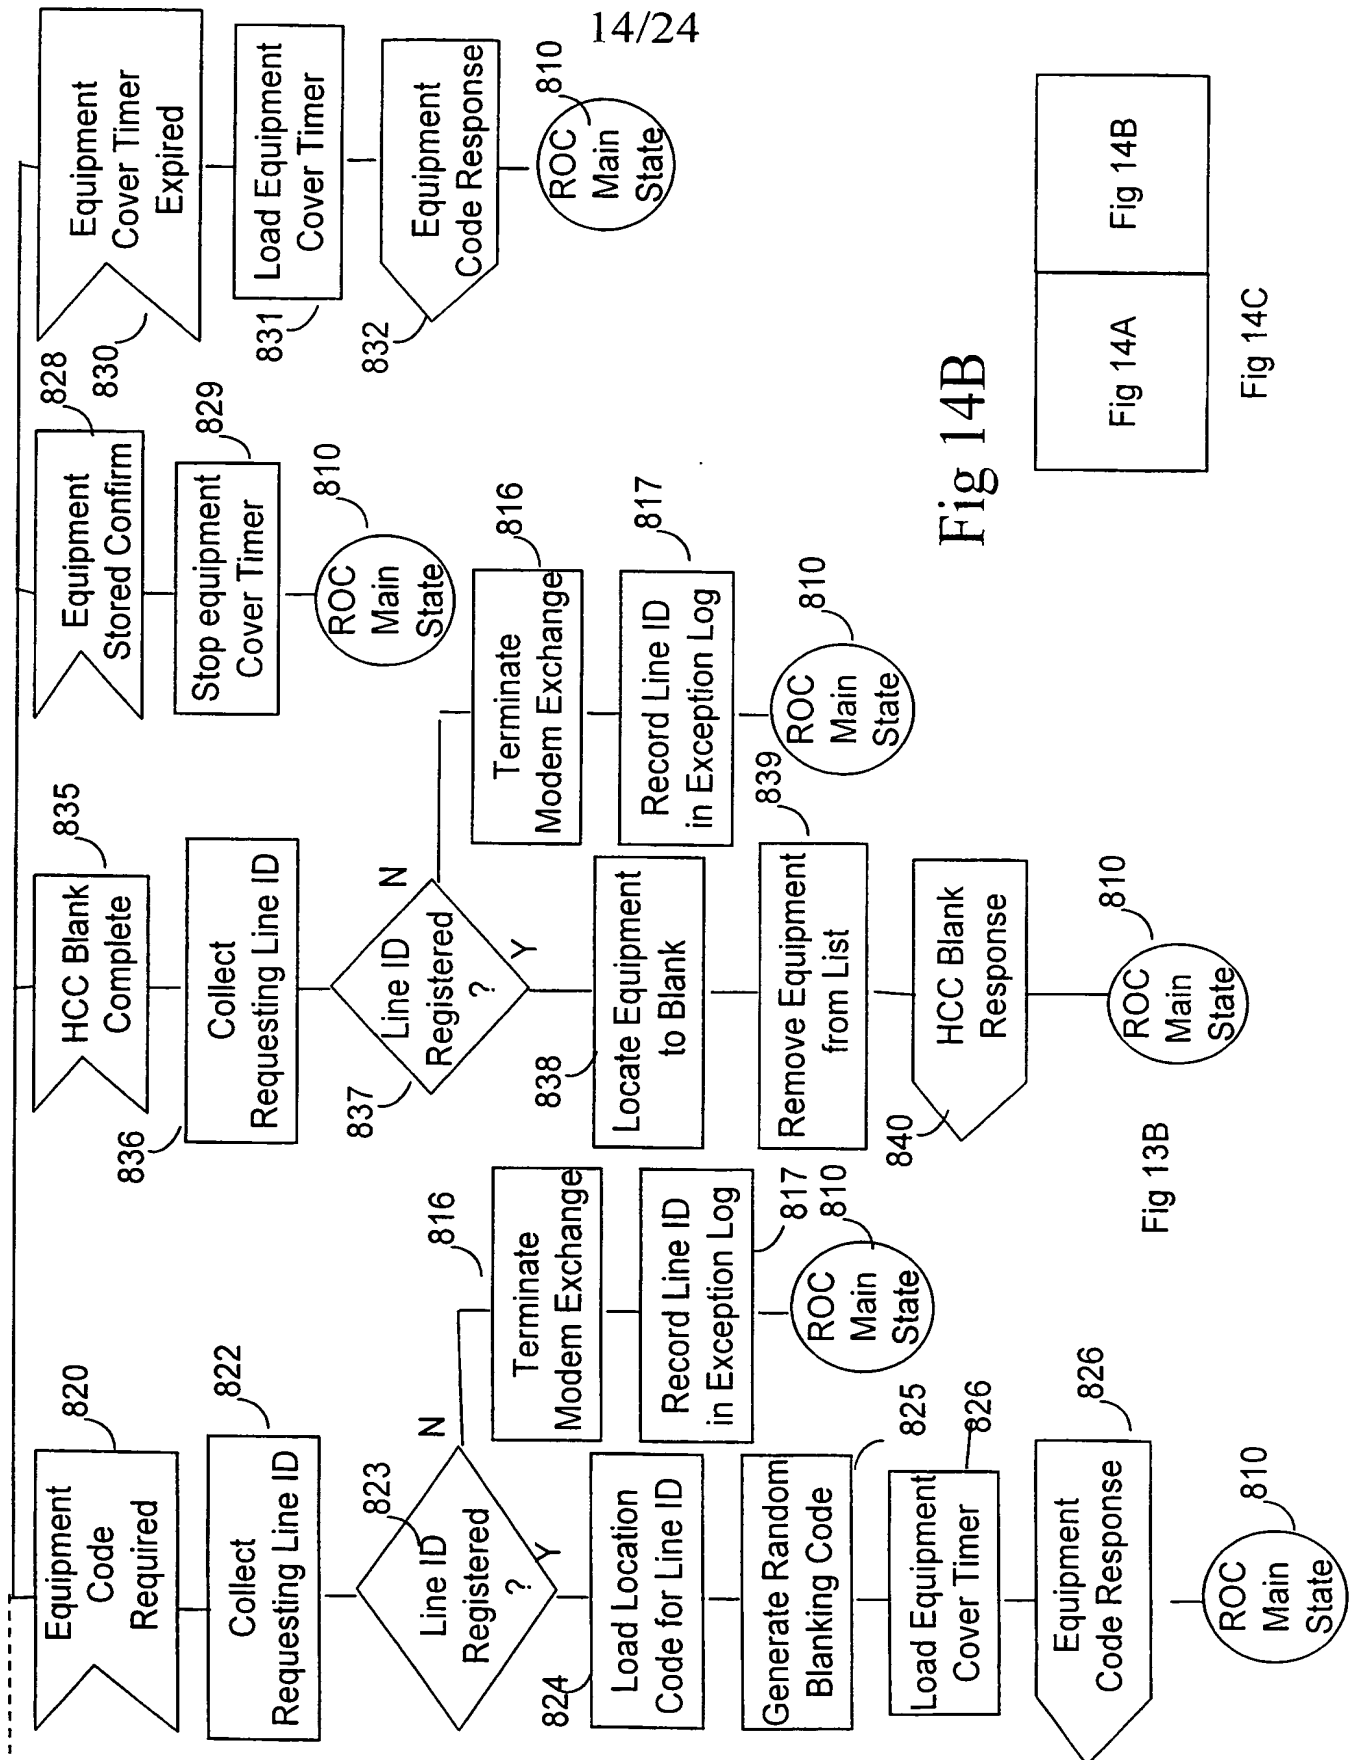 14/24
Equipment
Code
Required
820
Collect
Requesting Line ID
822
Line ID
Registered
?
823
N
Y
Terminate
Modem Exchange
816
Record Line ID
in Exception Log
817
ROC
Main
State
810
Load Location
Code for Line ID
824
Generate Random
Blanking Code
825
Load Equipment
Cover Timer
826
Equipment
Code Response
826
ROC
Main
State
810
HCC Blank
Complete
835
Collect
Requesting Line ID
836
Line ID
Registered
?
837
N
Y
Terminate
Modem Exchange
816
Record Line ID
in Exception Log
817
ROC
Main
State
810
Locate Equipment
to Blank
838
Remove Equipment
from List
839
HCC Blank
Response
840
ROC
Main
State
810
Fig 13B
Equipment
Stored Confirm
828
Stop equipment
Cover Timer
829
ROC
Main
State
810
Equipment
Cover Timer
Expired
830
Load Equipment
Cover Timer
831
Equipment
Code Response
832
ROC
Main
State
810
Fig 14B
Fig 14A
Fig 14B
Fig 14C